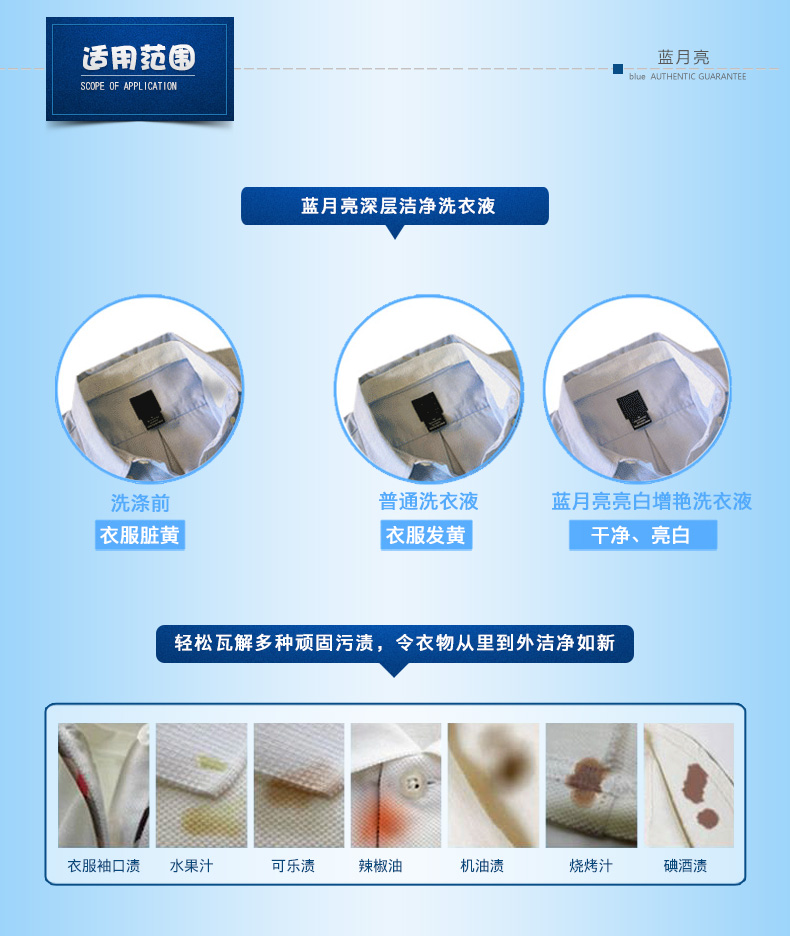 适用范围
SCOPE OF APPLICATION
蓝月亮
blue AUTHENTIC GUARANTEE
蓝月亮深层洁净洗衣液
洗涤前
衣服脏黄
普通洗衣液
衣服发黄
蓝月亮亮白增艳洗衣液
干净、亮白
轻松瓦解多种顽固污渍，令衣物从里到外洁净如新
衣服袖口渍
水果汁
可乐渍
辣椒油
机油渍
烧烤汁
碘酒渍